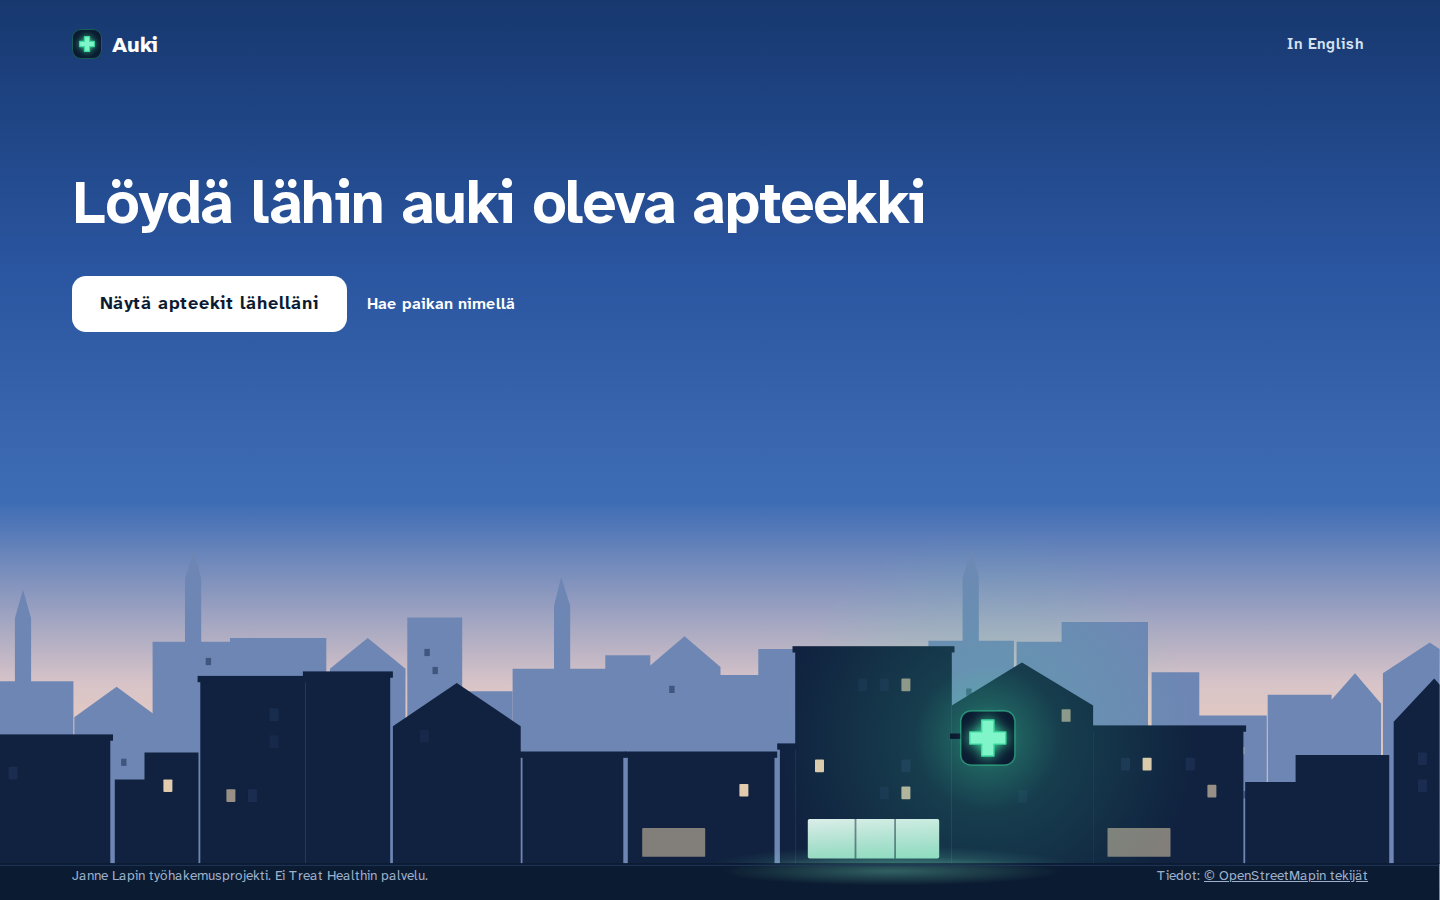 Auki
In English
Löydä lähin auki oleva apteekki
Näytä apteekit lähelläni
Hae paikan nimellä
Janne Lapin työhakemusprojekti. Ei Treat Healthin palvelu.
Tiedot: © OpenStreetMapin tekijät